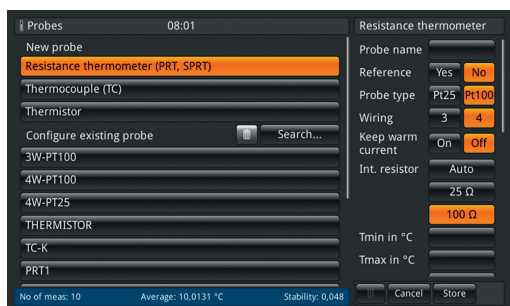 Probes 08:01
New probe
Resistance thermometer (PRT, SPRT)
Thermocouple (TC)
Thermistor
Configure existing probe Search...
3W-PT100
4W-PT100
4W-PT25
THERMISTOR
TC-K
PRT1
No of meas: 10 Average: 10,0131 °C Stability: 0,048
Resistance thermometer
Probe name
Reference Yes No
Probe type Pt25 Pt100
Wiring 3 4
Keep warm
current On Off
Int. resistor Auto
25 Ω
100 Ω
Tmin in °C
Tmax in °C
Cancel Store